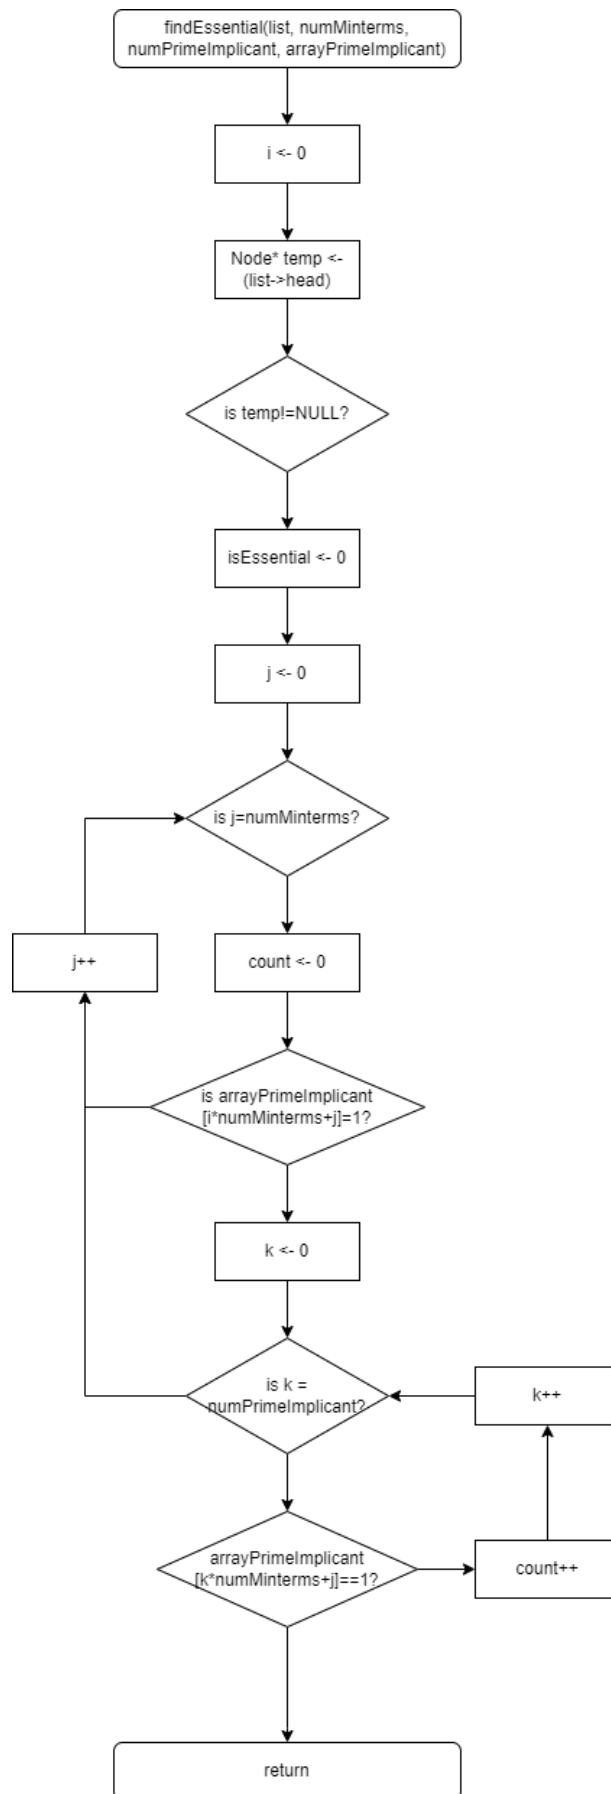 findEssential(list, numMinterms,
numPrimeImplicant, arrayPrimeImplicant)
i <- 0
Node* temp <-
(list->head)
is temp!=NULL?
isEssential <- 0
j <- 0
is j=numMinterms?
j++
count <- 0
is arrayPrimeImplicant
[i*numMinterms+j]=1?
k <- 0
is k =
numPrimeImplicant?
k++
arrayPrimeImplicant
[k*numMinterms+j]==1?
count++
return